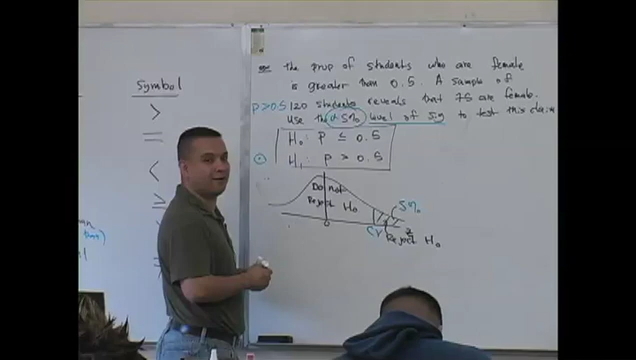 Symbol
>
=
<
≥
the prop of students who are female
is greater than 0.5. A sample of
p>0.5 120 students reveals that 75 are female.
Use the 5% level of sig to test this claim
H₀: p ≤ 0.5
H₁: p > 0.5
Do not
Reject H₀
5%
0
CV
z
Reject H₀